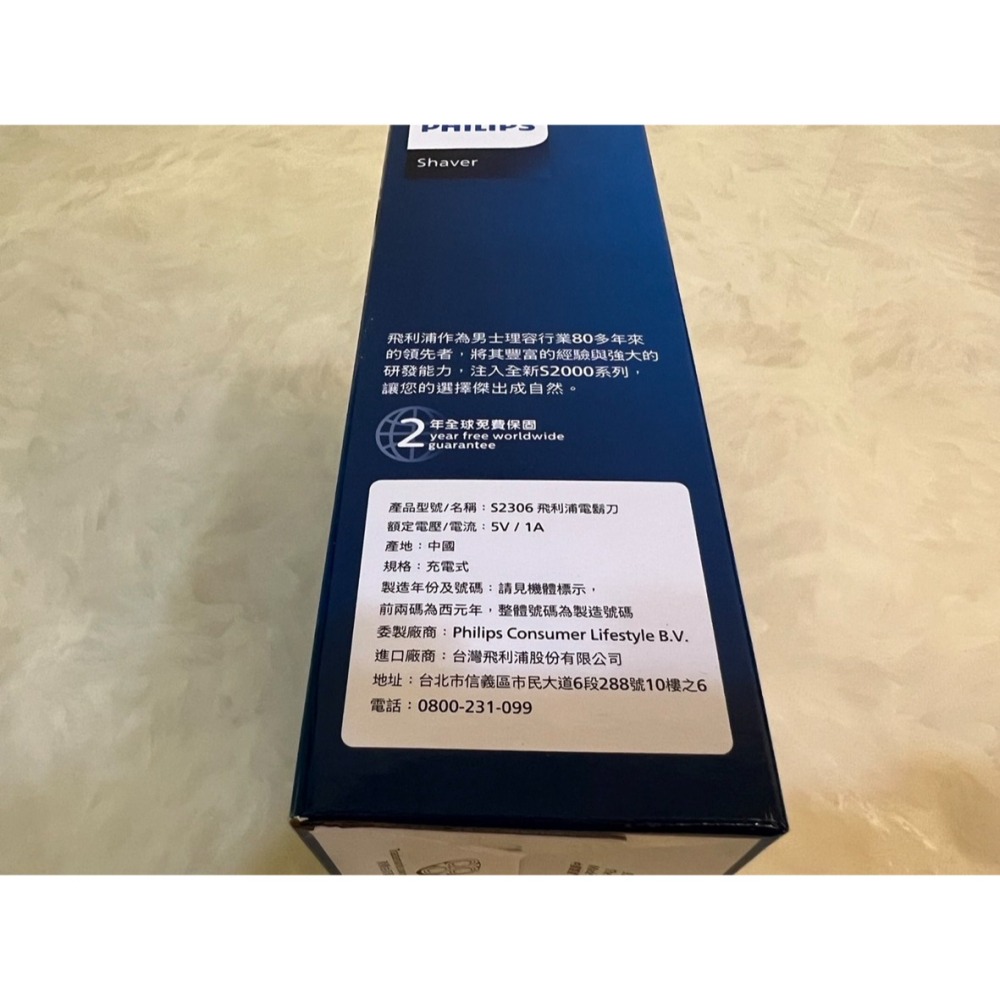 PHILIPS
Shaver
飛利浦作為男士理容行業80多年來
的領先者，將其豐富的經驗與強大的
研發能力，注入全新S2000系列，
讓您的選擇傑出成自然。
2 年全球免費保固
year free worldwide
guarantee
產品型號/名稱：S2306 飛利浦電鬍刀
額定電壓/電流：5V / 1A
產地：中國
規格：充電式
製造年份及號碼：請見機體標示，
前兩碼為西元年，整體號碼為製造號碼
委製廠商：Philips Consumer Lifestyle B.V.
進口廠商：台灣飛利浦股份有限公司
地址：台北市信義區市民大道6段288號10樓之6
電話：0800-231-099